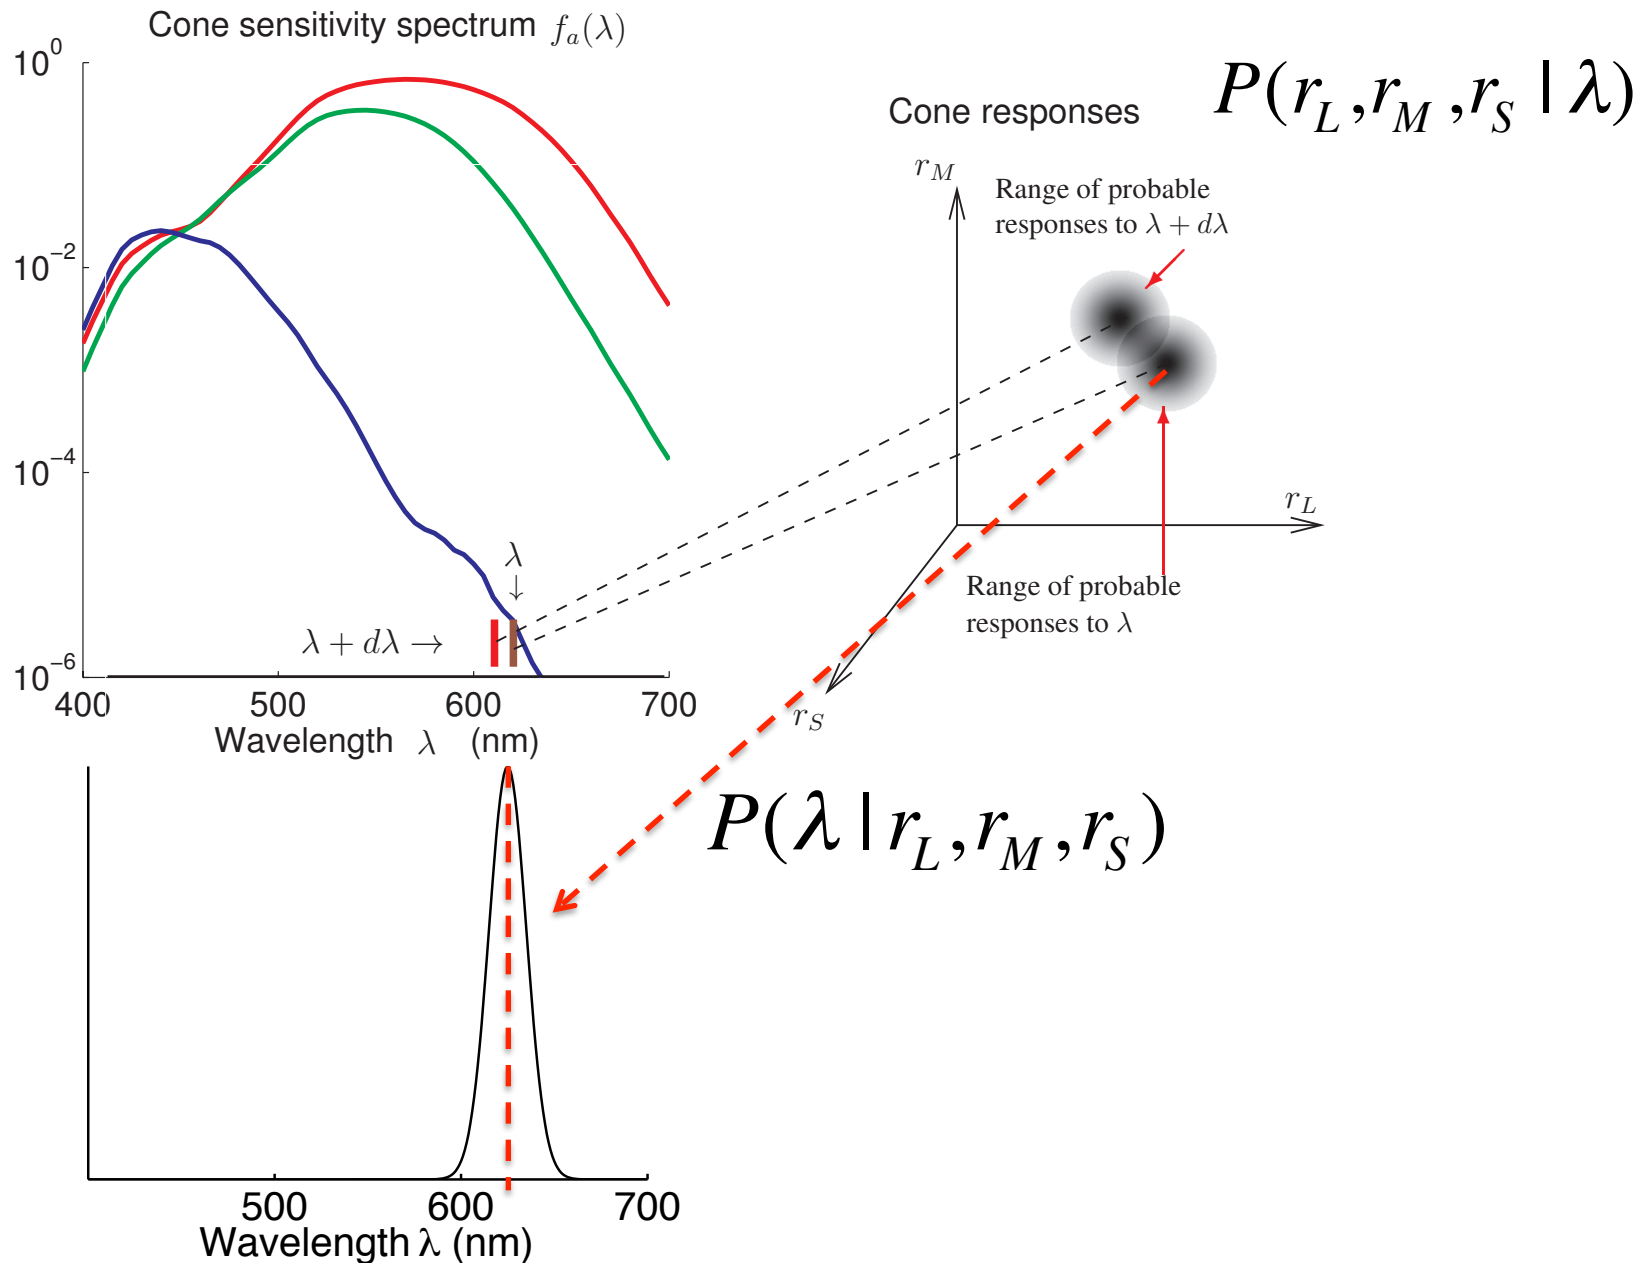 Cone sensitivity spectrum f_a(λ)
10^0
10^−2
10^−4
10^−6
λ
↓
λ + dλ →
400 500 600 700
Wavelength λ (nm)
Cone responses
P(r_L,r_M,r_S | λ)
r_M
Range of probable
responses to λ + dλ
r_L
Range of probable
responses to λ
r_S
P(λ | r_L,r_M,r_S)
500 600 700
Wavelength λ (nm)